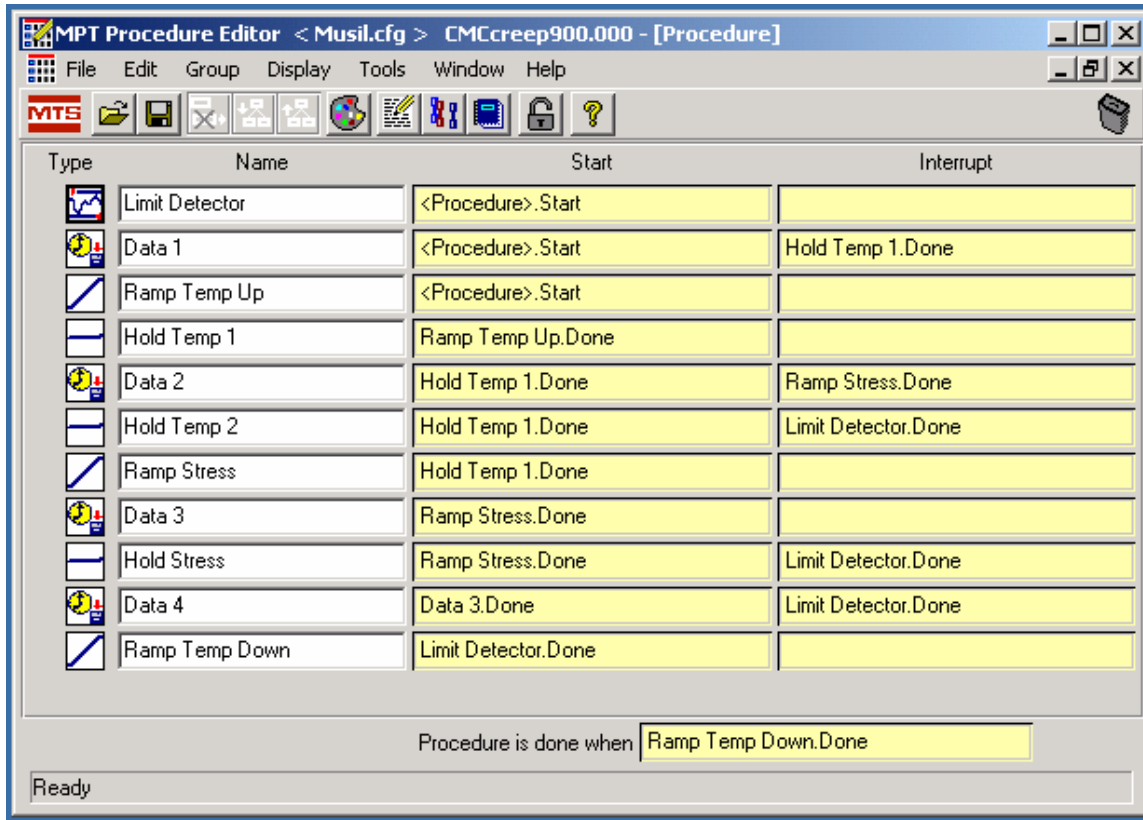 MPT Procedure Editor < Musil.cfg > CMCcreep900.000 - [Procedure]
File Edit Group Display Tools Window Help
MTS
Type Name Start Interrupt
Limit Detector <Procedure>.Start
Data 1 <Procedure>.Start Hold Temp 1.Done
Ramp Temp Up <Procedure>.Start
Hold Temp 1 Ramp Temp Up.Done
Data 2 Hold Temp 1.Done Ramp Stress.Done
Hold Temp 2 Hold Temp 1.Done Limit Detector.Done
Ramp Stress Hold Temp 1.Done
Data 3 Ramp Stress.Done
Hold Stress Ramp Stress.Done Limit Detector.Done
Data 4 Data 3.Done Limit Detector.Done
Ramp Temp Down Limit Detector.Done
Procedure is done when Ramp Temp Down.Done
Ready